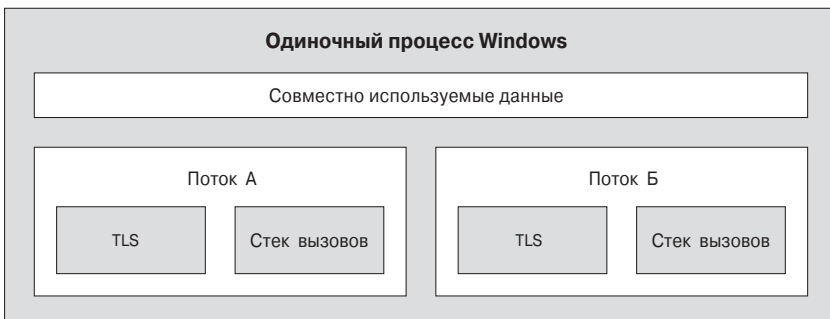 Одиночный процесс Windows
Совместно используемые данные
Поток А
Поток Б
TLS
Стек вызовов
TLS
Стек вызовов